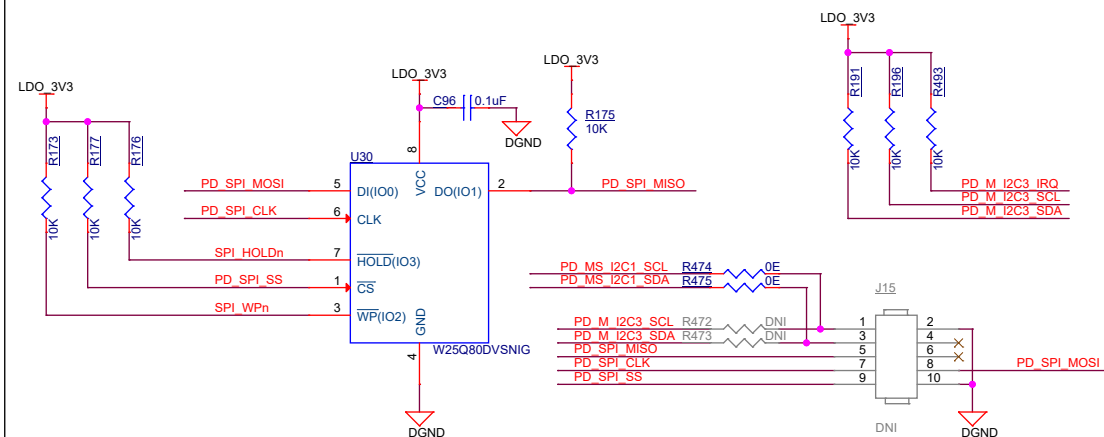 LDO_3V3
R173
R177
R176
10K
10K
10K
LDO_3V3
C96
0.1uF
DGND
LDO_3V3
R175
10K
U30
8
VCC
PD_SPI_MOSI
5
DI(IO0)
DO(IO1)
2
PD_SPI_MISO
PD_SPI_CLK
6
CLK
SPI_HOLDn
7
HOLD(IO3)
PD_SPI_SS
1
CS
SPI_WPn
3
WP(IO2)
GND
4
W25Q80DVSNIG
DGND
LDO_3V3
R191
R196
R493
10K
10K
10K
PD_M_I2C3_IRQ
PD_M_I2C3_SCL
PD_M_I2C3_SDA
PD_MS_I2C1_SCL R474 0E
PD_MS_I2C1_SDA R475 0E
J15
PD_M_I2C3_SCL R472 DNI 1 2
PD_M_I2C3_SDA R473 DNI 3 4
PD_SPI_MISO 5 6
PD_SPI_CLK 7 8 PD_SPI_MOSI
PD_SPI_SS 9 10
DNI
DGND